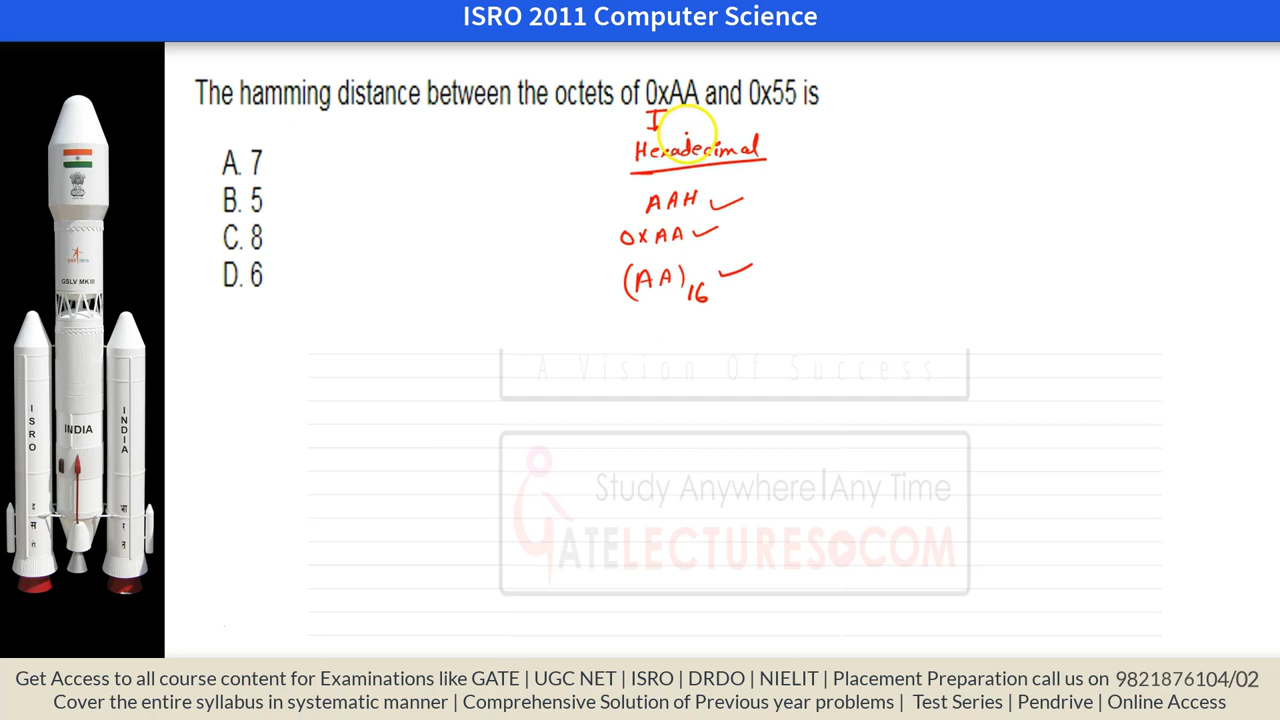 ISRO 2011 Computer Science
The hamming distance between the octets of 0xAA and 0x55 is
I
Hexadecimal
A. 7
B. 5
C. 8
D. 6
AAH
0xAA
(AA)16
GSLV MK III
ISRO
INDIA
INDIA
A Vision Of Success
Study Anywhere|Any Time
GATELECTURES.COM
Get Access to all course content for Examinations like GATE | UGC NET | ISRO | DRDO | NIELIT | Placement Preparation call us on 9821876104/02
Cover the entire syllabus in systematic manner | Comprehensive Solution of Previous year problems | Test Series | Pendrive | Online Access